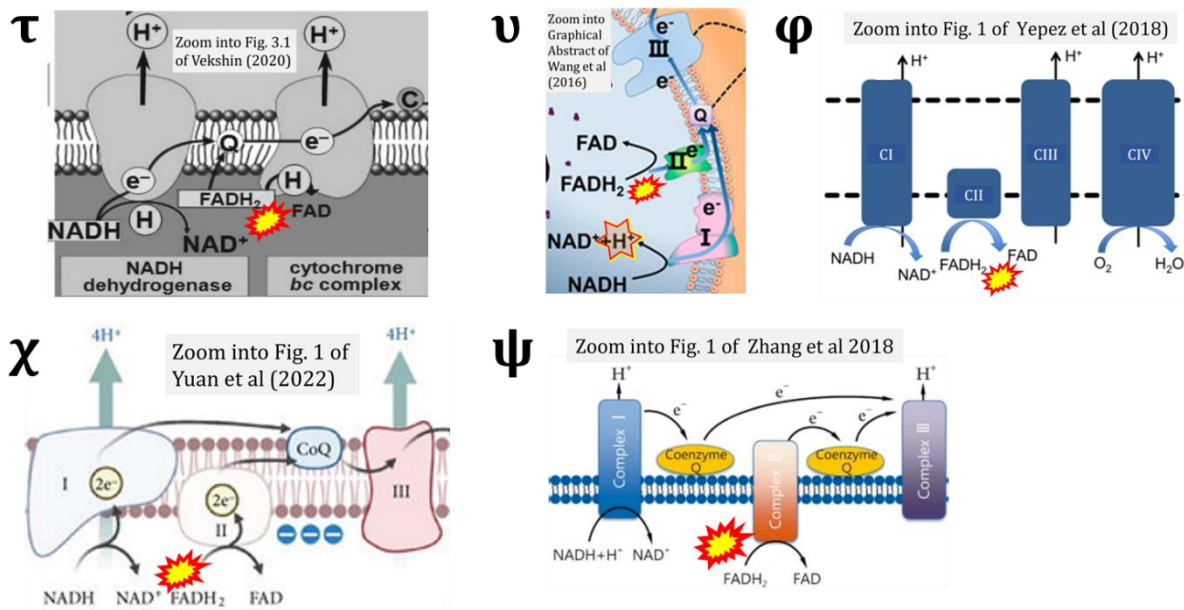 τ
Zoom into Fig. 3.1
of Vekshin (2020)
H⁺
H⁺
C
Q
e⁻
e⁻
H
H
FADH₂
FAD
NADH
NAD⁺
NADH
dehydrogenase
cytochrome
bc complex
υ
Zoom into
Graphical
Abstract of
Wang et al
(2016)
e⁻
III
e⁻
Q
FAD
II
e⁻
FADH₂
e⁻
I
NAD⁺+H⁺
NADH
φ
Zoom into Fig. 1 of Yepez et al (2018)
H⁺
H⁺
H⁺
CI
CII
CIII
CIV
NADH
NAD⁺
FADH₂
FAD
O₂
H₂O
χ
Zoom into Fig. 1 of
Yuan et al (2022)
4H⁺
4H⁺
CoQ
I
2e⁻
2e⁻
II
III
NADH
NAD⁺
FADH₂
FAD
ψ
Zoom into Fig. 1 of Zhang et al 2018
H⁺
H⁺
e⁻
e⁻
e⁻
e⁻
Complex I
Coenzyme
Q
Complex II
Coenzyme
Q
Complex III
NADH+H⁺
NAD⁺
FADH₂
FAD